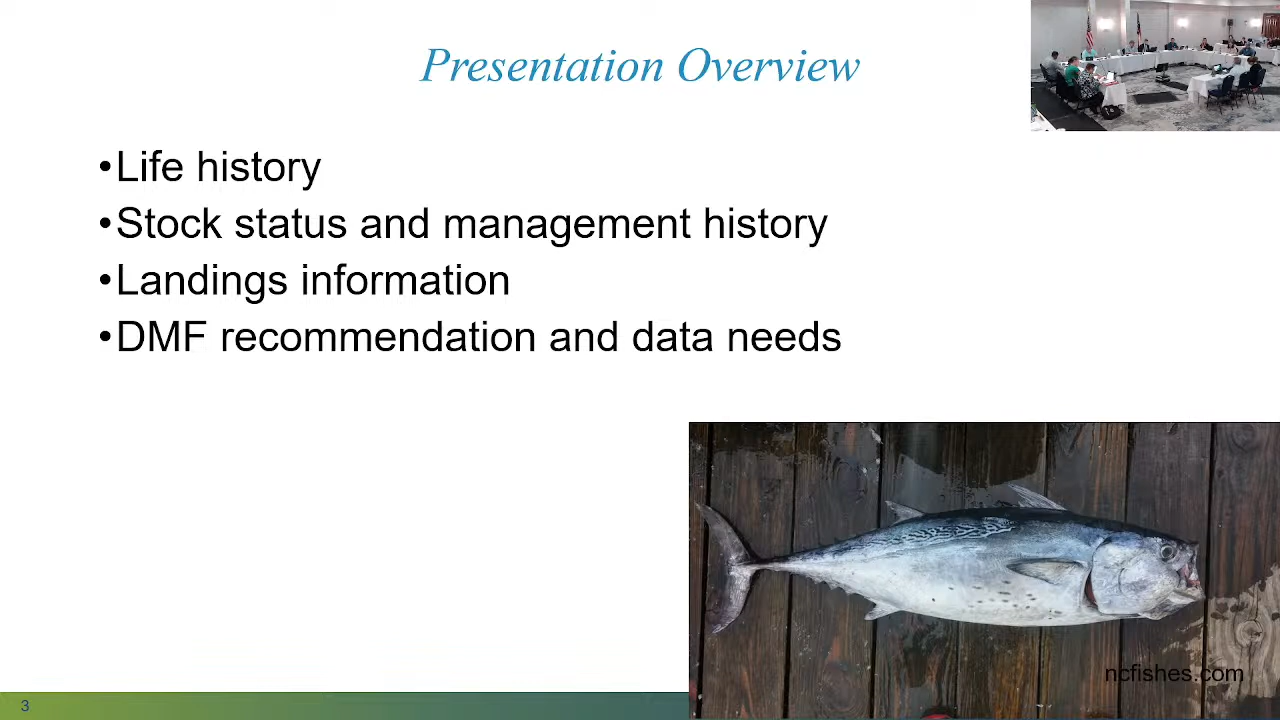 Presentation Overview
•Life history
•Stock status and management history
•Landings information
•DMF recommendation and data needs
ncfishes.com
3